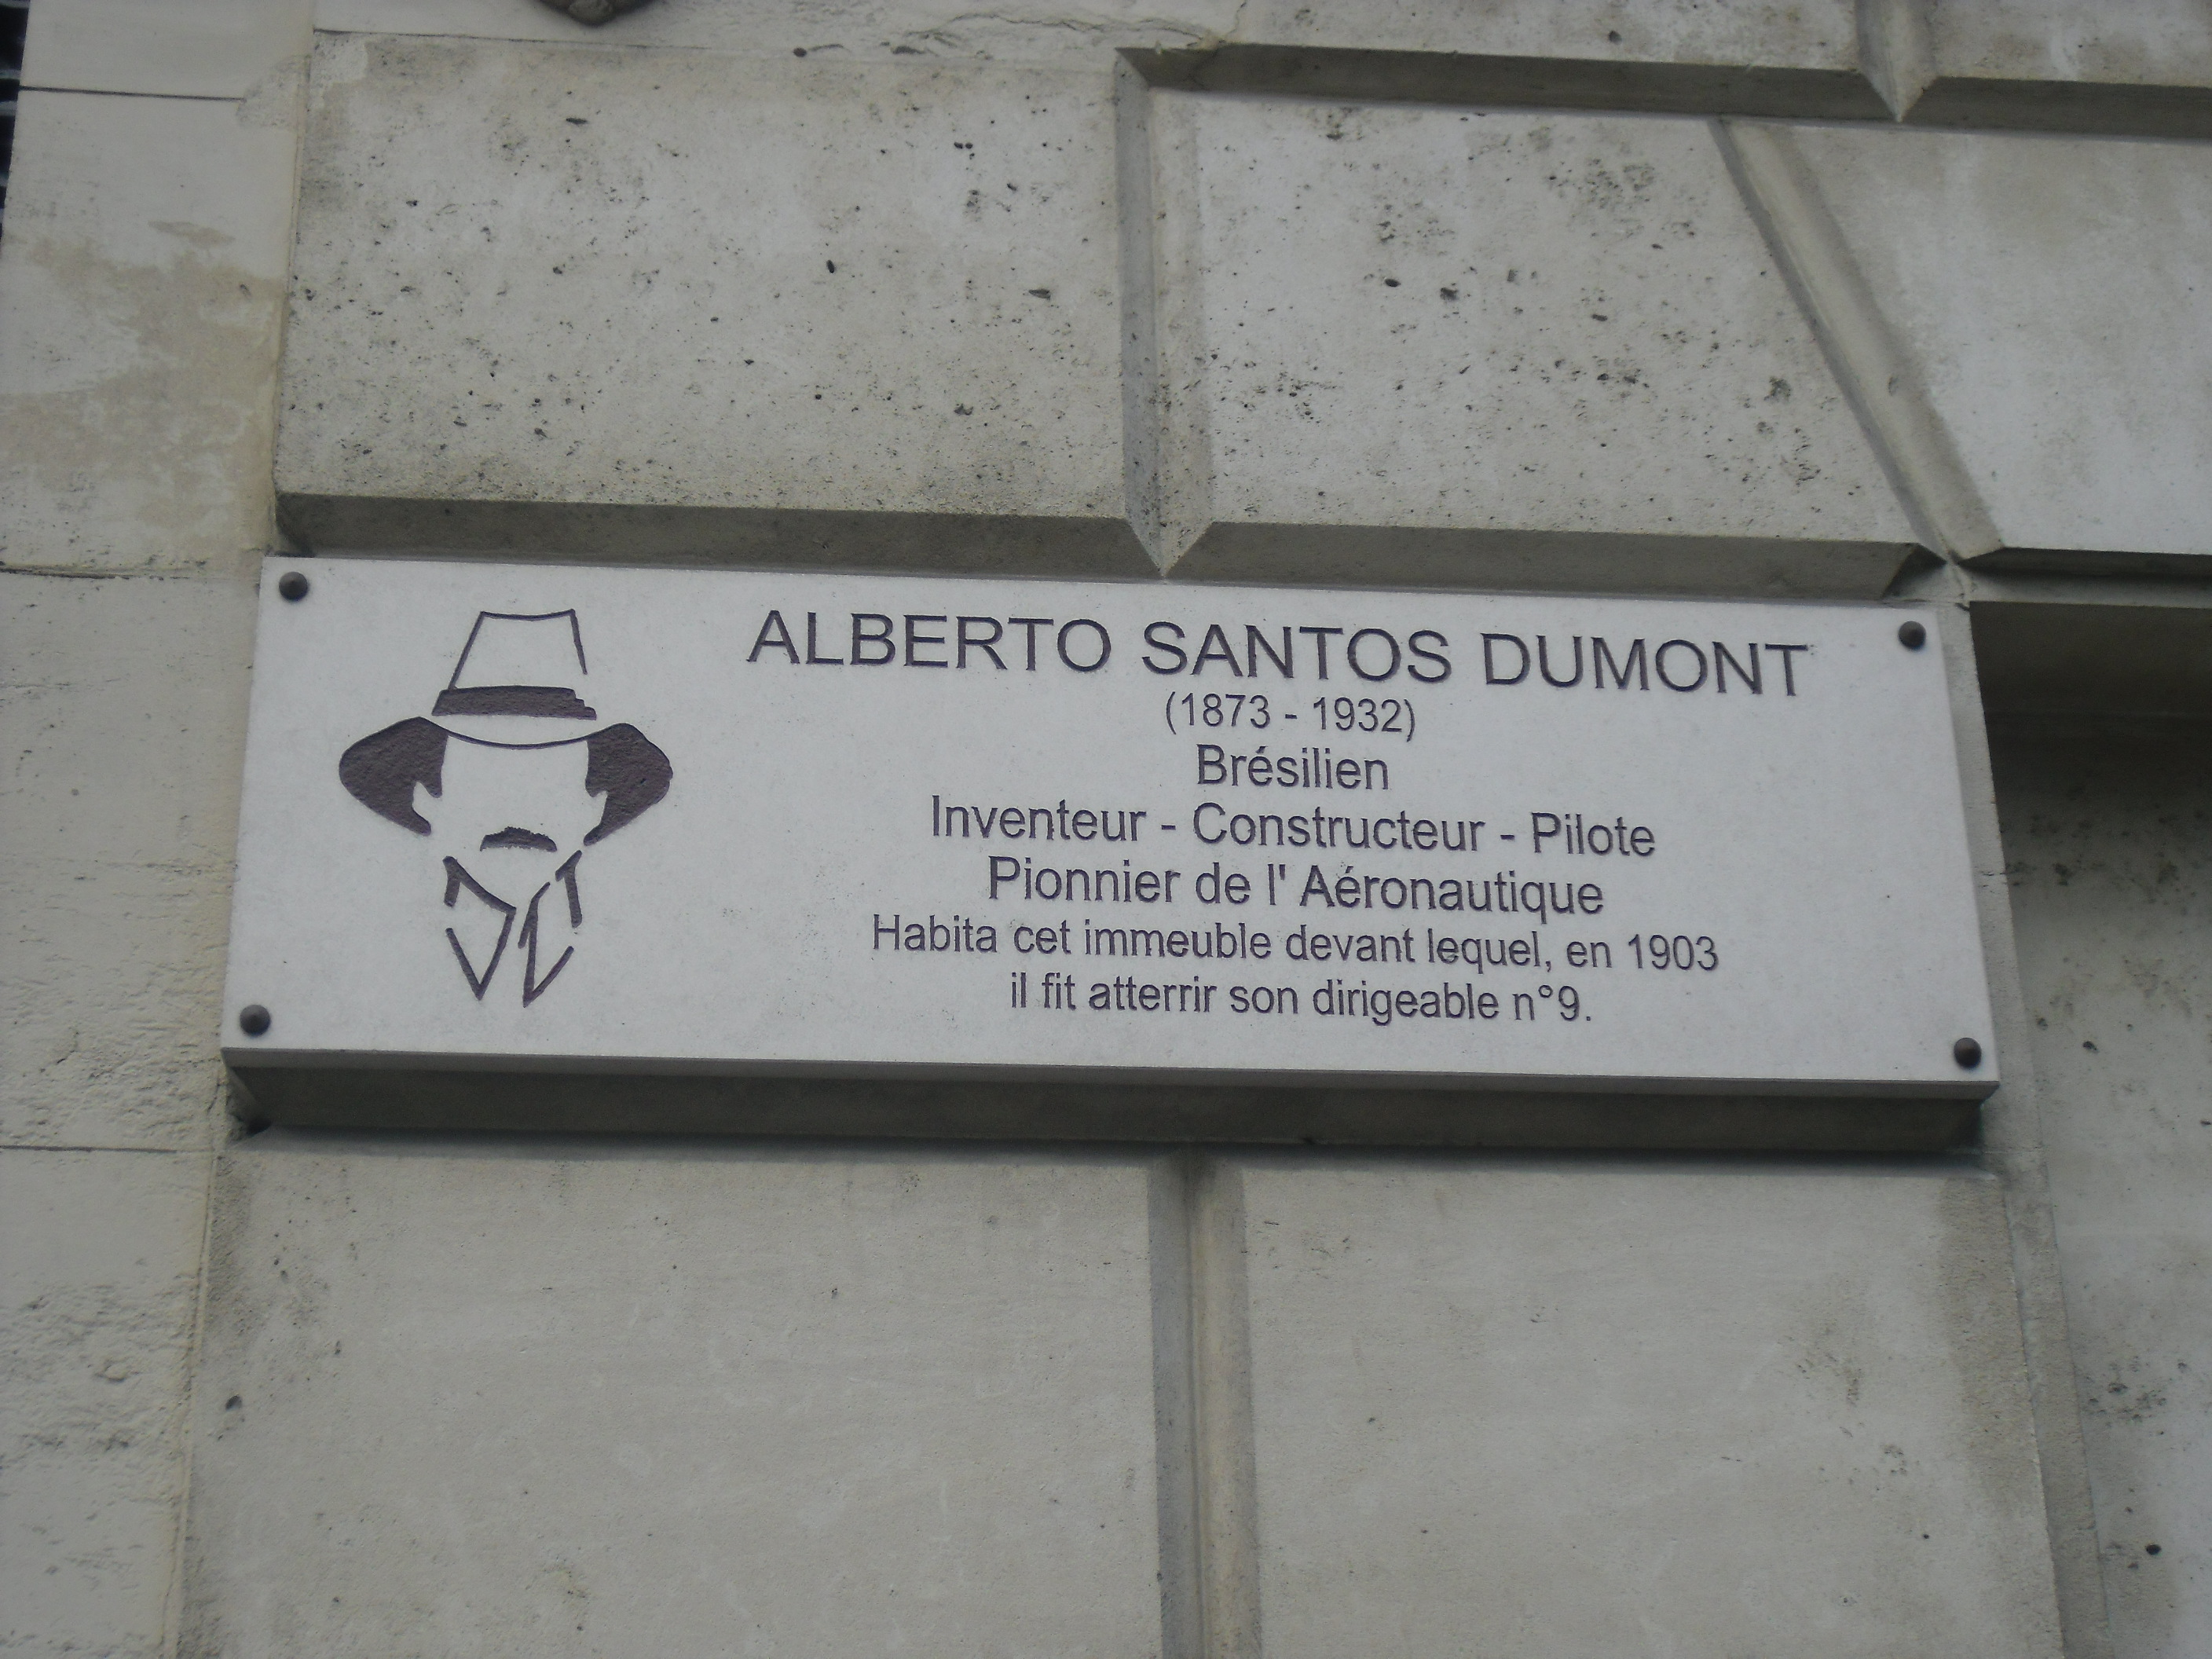 ALBERTO SANTOS DUMONT
(1873 - 1932)
Brésilien
Inventeur - Constructeur - Pilote
Pionnier de l' Aéronautique
Habita cet immeuble devant lequel, en 1903
il fit atterrir son dirigeable n°9.